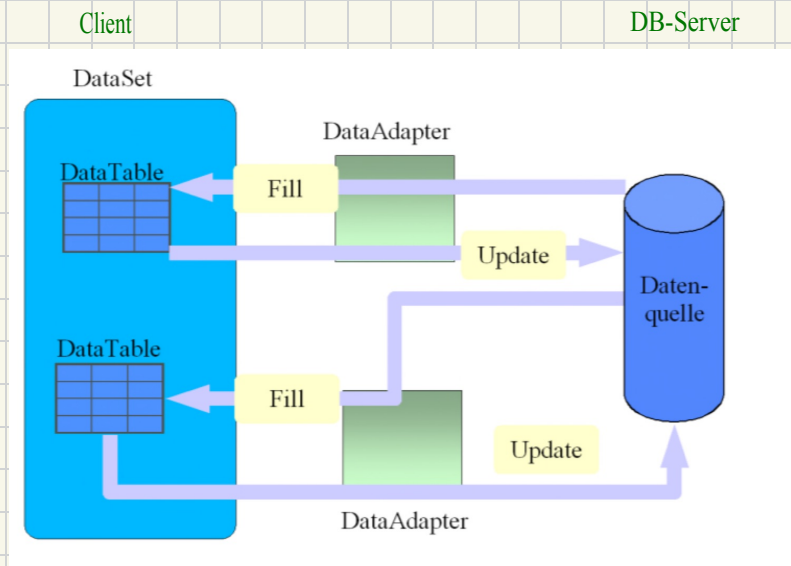 Client
DB-Server
DataSet
DataAdapter
DataTable
Fill
Update
Daten-
quelle
DataTable
Fill
Update
DataAdapter